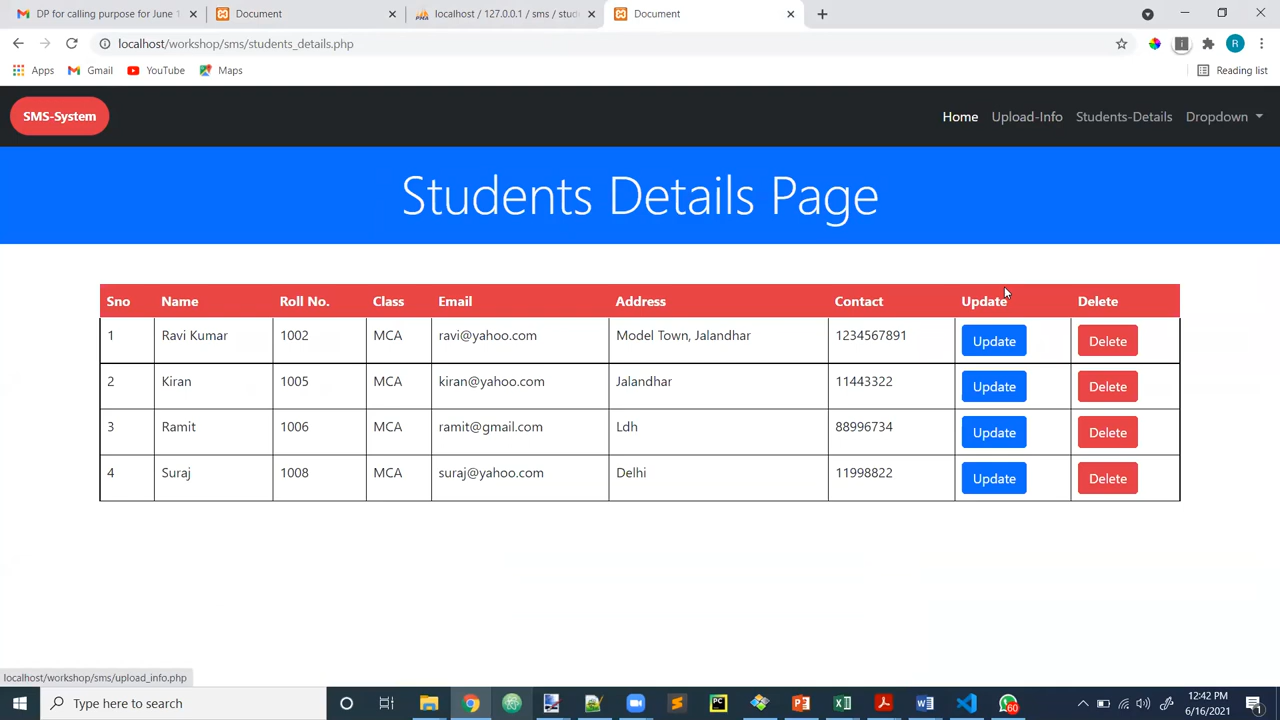 DP for calling purpose for June 1
Document
localhost / 127.0.0.1 / sms / stude
Document
localhost/workshop/sms/students_details.php
R
Apps
Gmail
YouTube
Maps
Reading list
SMS-System
Home
Upload-Info
Students-Details
Dropdown
Students Details Page
Sno Name Roll No. Class Email Address Contact Update Delete
1 Ravi Kumar 1002 MCA ravi@yahoo.com Model Town, Jalandhar 1234567891 Update Delete
2 Kiran 1005 MCA kiran@yahoo.com Jalandhar 11443322 Update Delete
3 Ramit 1006 MCA ramit@gmail.com Ldh 88996734 Update Delete
4 Suraj 1008 MCA suraj@yahoo.com Delhi 11998822 Update Delete
localhost/workshop/sms/upload_info.php
Type here to search
60
12:42 PM
6/16/2021
1